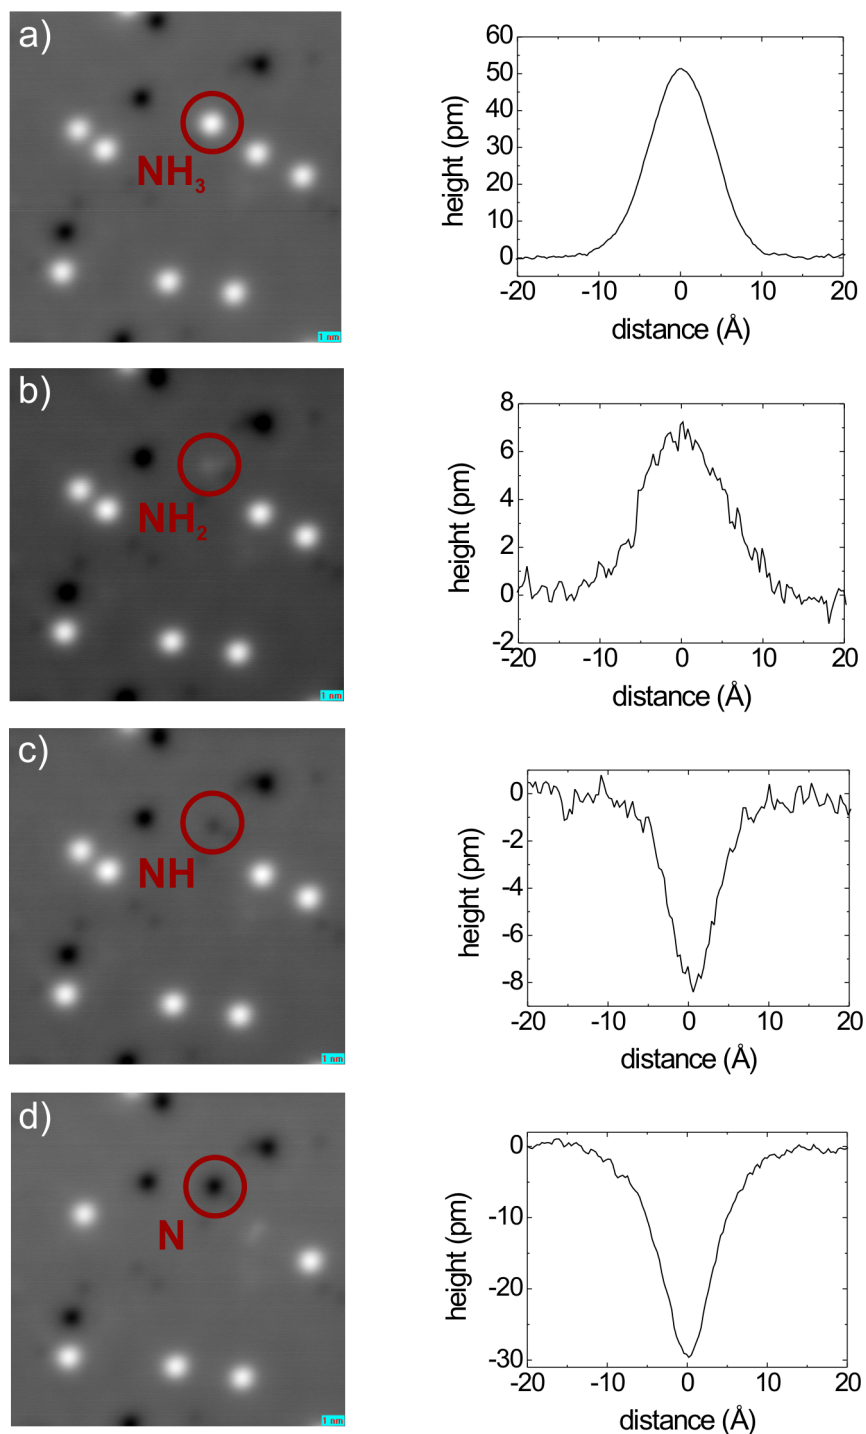 a)
NH₃
1 nm
60
50
40
30
20
10
0
height (pm)
-20 -10 0 10 20
distance (Å)
b)
NH₂
1 nm
8
6
4
2
0
-2
height (pm)
-20 -10 0 10 20
distance (Å)
c)
NH
1 nm
0
-2
-4
-6
-8
height (pm)
-20 -10 0 10 20
distance (Å)
d)
N
1 nm
0
-10
-20
-30
height (pm)
-20 -10 0 10 20
distance (Å)